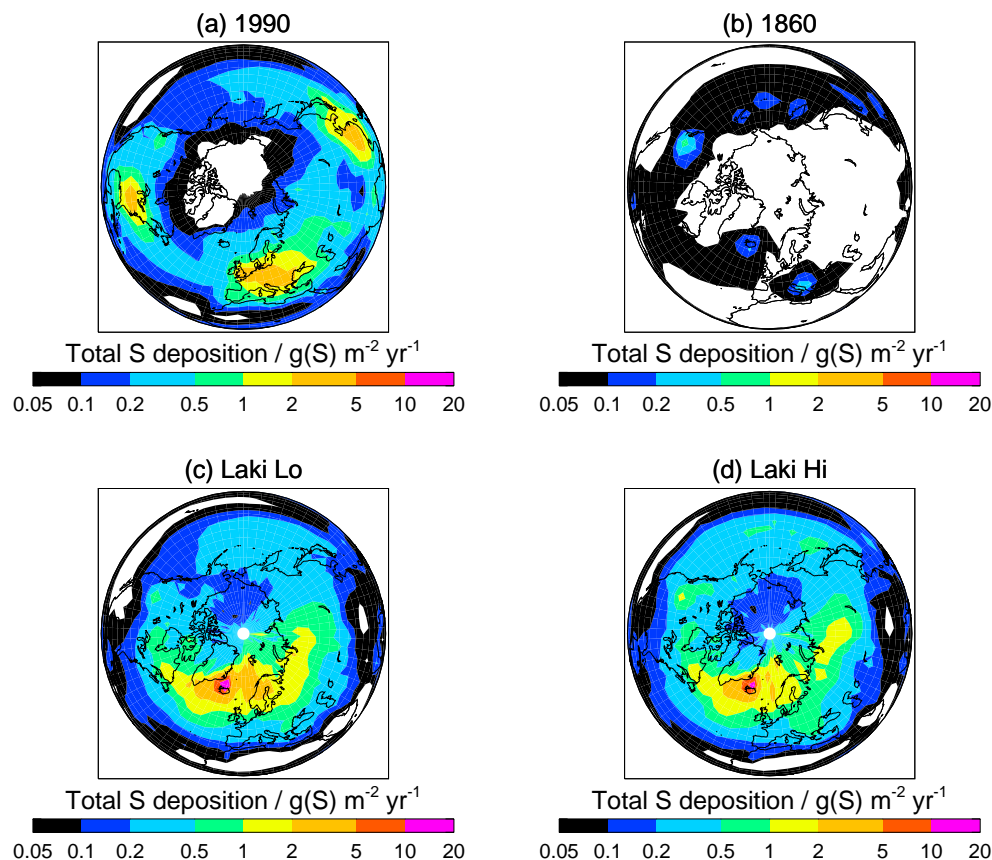 (a) 1990
(b) 1860
Total S deposition / g(S) m⁻² yr⁻¹
0.05 0.1 0.2 0.5 1 2 5 10 20
Total S deposition / g(S) m⁻² yr⁻¹
0.05 0.1 0.2 0.5 1 2 5 10 20
(c) Laki Lo
(d) Laki Hi
Total S deposition / g(S) m⁻² yr⁻¹
0.05 0.1 0.2 0.5 1 2 5 10 20
Total S deposition / g(S) m⁻² yr⁻¹
0.05 0.1 0.2 0.5 1 2 5 10 20